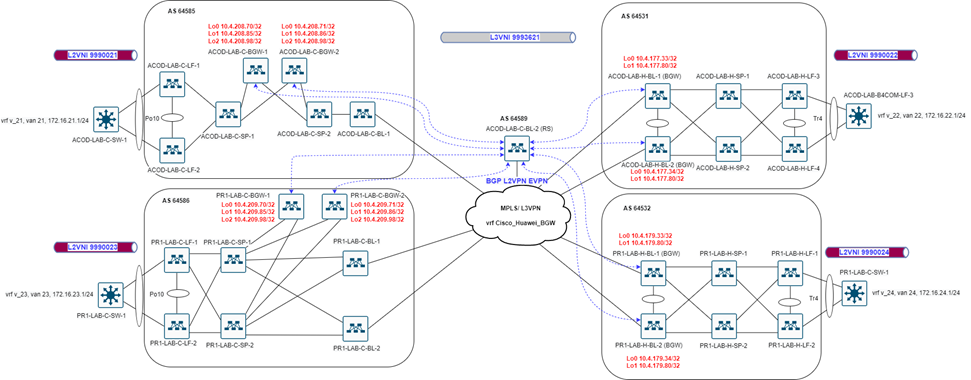 AS 64585
Lo0 10.4.208.70/32
Lo1 10.4.208.85/32
Lo2 10.4.208.98/32
Lo0 10.4.208.71/32
Lo1 10.4.208.86/32
Lo2 10.4.208.98/32
ACOD-LAB-C-BGW-1
ACOD-LAB-C-BGW-2
L2VNI 9990021
ACOD-LAB-C-LF-1
vrf v_21, van 21, 172.16.21.1/24
Po10
ACOD-LAB-C-SW-1
ACOD-LAB-C-SP-1
ACOD-LAB-C-SP-2
ACOD-LAB-C-BL-1
ACOD-LAB-C-LF-2
L3VNI 9993621
AS 64589
ACOD-LAB-C-BL-2 (RS)
BGP L2VPN EVPN
MPLS/ L3VPN
vrf Cisco_Huawei_BGW
AS 64531
Lo0 10.4.177.33/32
Lo1 10.4.177.80/32
ACOD-LAB-H-BL-1 (BGW)
ACOD-LAB-H-SP-1
ACOD-LAB-H-LF-3
L2VNI 9990022
ACOD-LAB-B4COM-LF-3
Tr4
vrf v_22, van 22, 172.16.22.1/24
ACOD-LAB-H-BL-2 (BGW)
ACOD-LAB-H-SP-2
ACOD-LAB-H-LF-4
Lo0 10.4.177.34/32
Lo1 10.4.177.80/32
AS 64586
PR1-LAB-C-BGW-1
PR1-LAB-C-BGW-2
Lo0 10.4.209.70/32
Lo1 10.4.209.85/32
Lo2 10.4.209.98/32
Lo0 10.4.209.71/32
Lo1 10.4.209.86/32
Lo2 10.4.209.98/32
L2VNI 9990023
PR1-LAB-C-LF-1
PR1-LAB-C-SP-1
PR1-LAB-C-BL-1
vrf v_23, van 23, 172.16.23.1/24
Po10
PR1-LAB-C-SW-1
PR1-LAB-C-LF-2
PR1-LAB-C-SP-2
PR1-LAB-C-BL-2
AS 64532
Lo0 10.4.179.33/32
Lo1 10.4.179.80/32
PR1-LAB-H-BL-1 (BGW)
PR1-LAB-H-SP-1
PR1-LAB-H-LF-1
L2VNI 9990024
PR1-LAB-C-SW-1
Tr4
vrf v_24, van 24, 172.16.24.1/24
PR1-LAB-H-BL-2 (BGW)
PR1-LAB-H-SP-2
PR1-LAB-H-LF-2
Lo0 10.4.179.34/32
Lo1 10.4.179.80/32